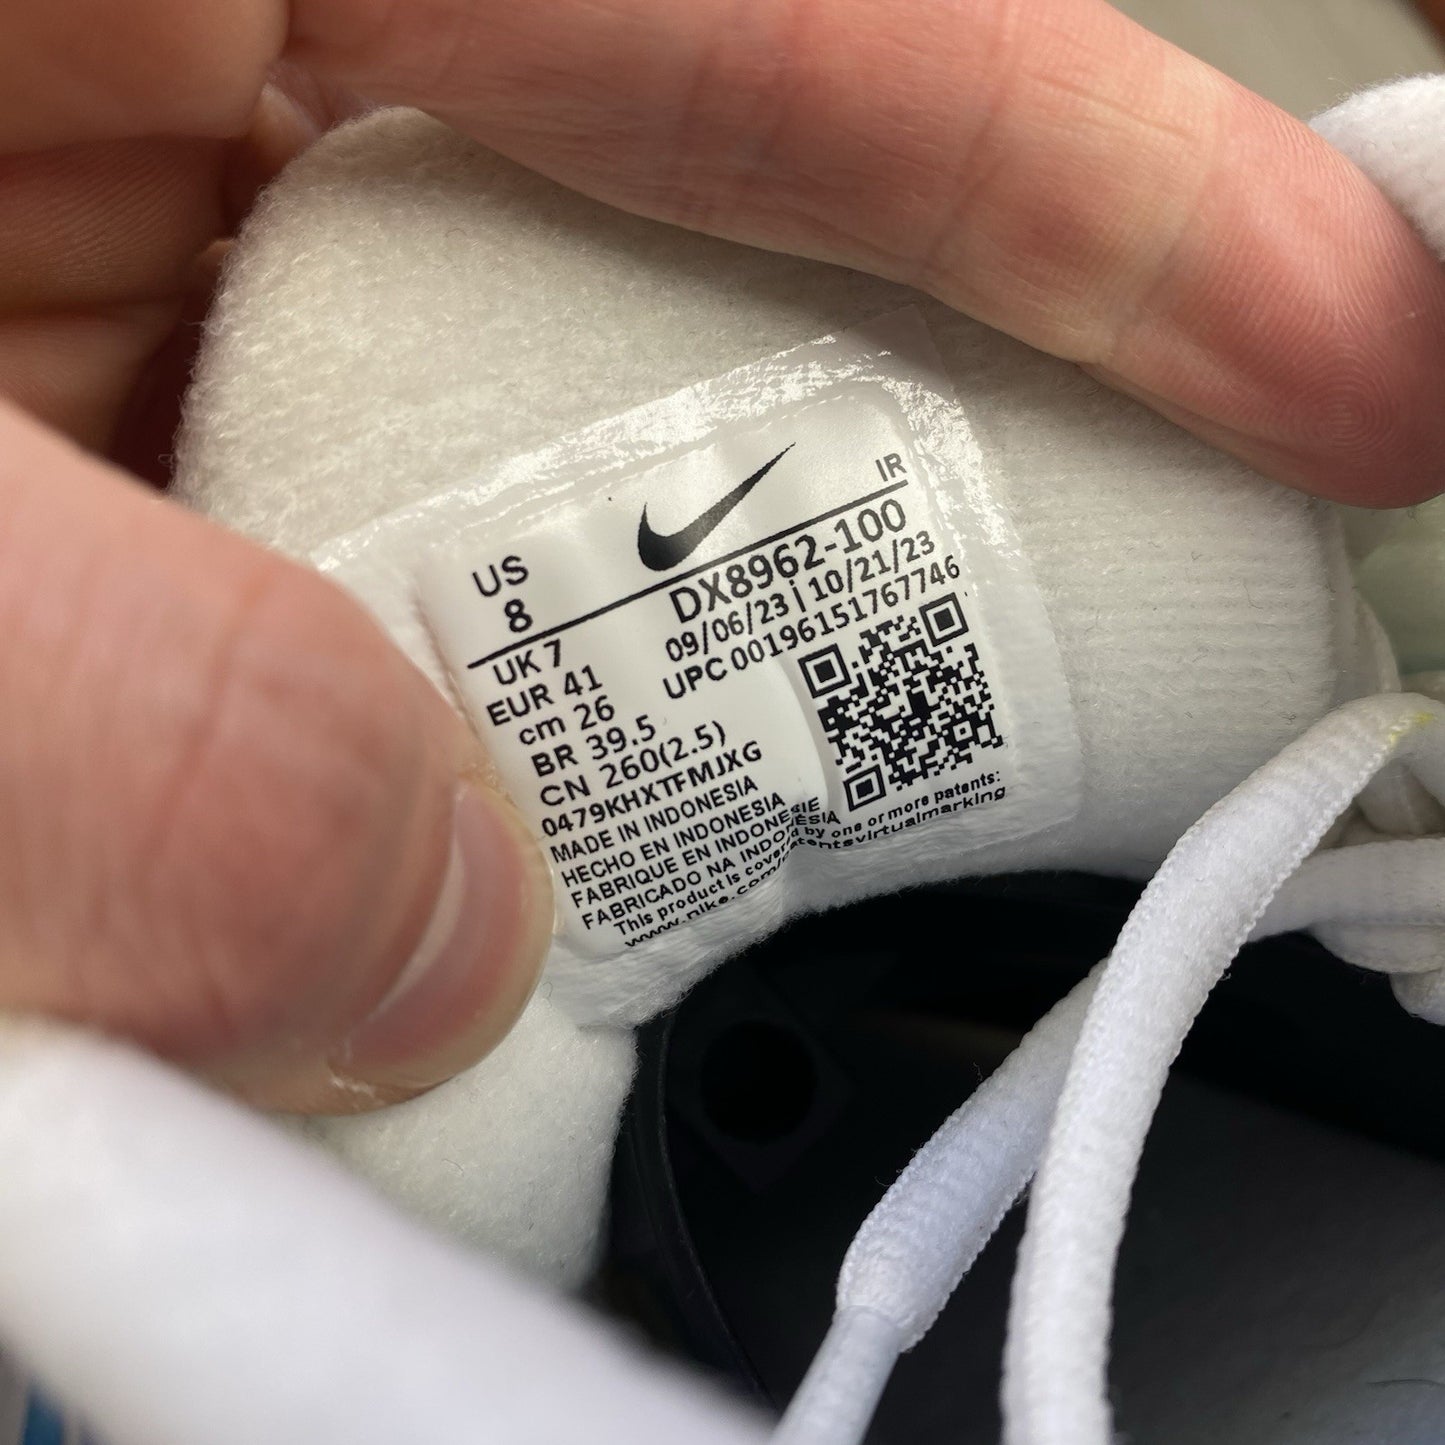 IR
US
8
DX8962-100
09/06/23 | 10/21/23
UPC 00196151767746
UK 7
EUR 41
cm 26
BR 39.5
CN 260(2.5)
0479KHXTFMJXG
MADE IN INDONESIA
HECHO EN INDONESIA
FABRIQUE EN INDONESIE
FABRICADO NA INDONESIA
This product is covered by one or more patents:
www.nike.com/patentsvirtualmarking